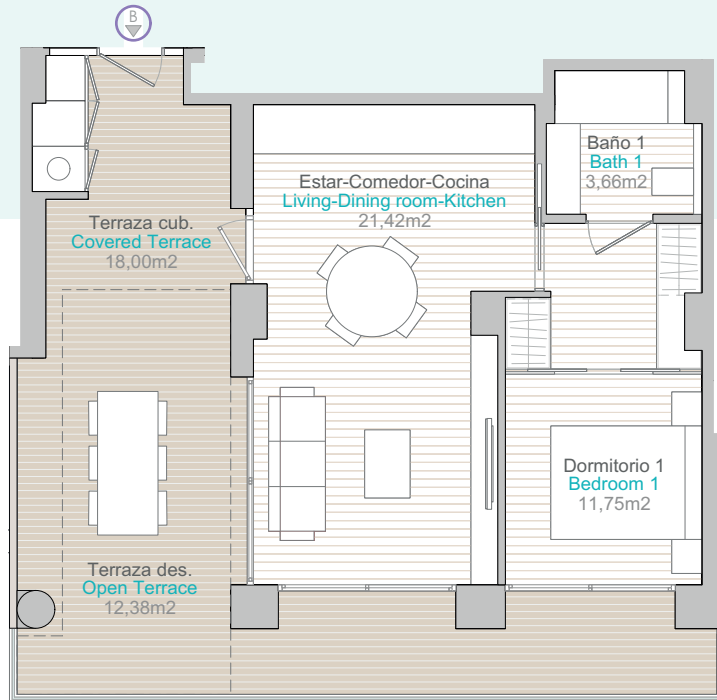 B
Baño 1
Bath 1
3,66m2
Estar-Comedor-Cocina
Living-Dining room-Kitchen
21,42m2
Terraza cub.
Covered Terrace
18,00m2
Dormitorio 1
Bedroom 1
11,75m2
Terraza des.
Open Terrace
12,38m2